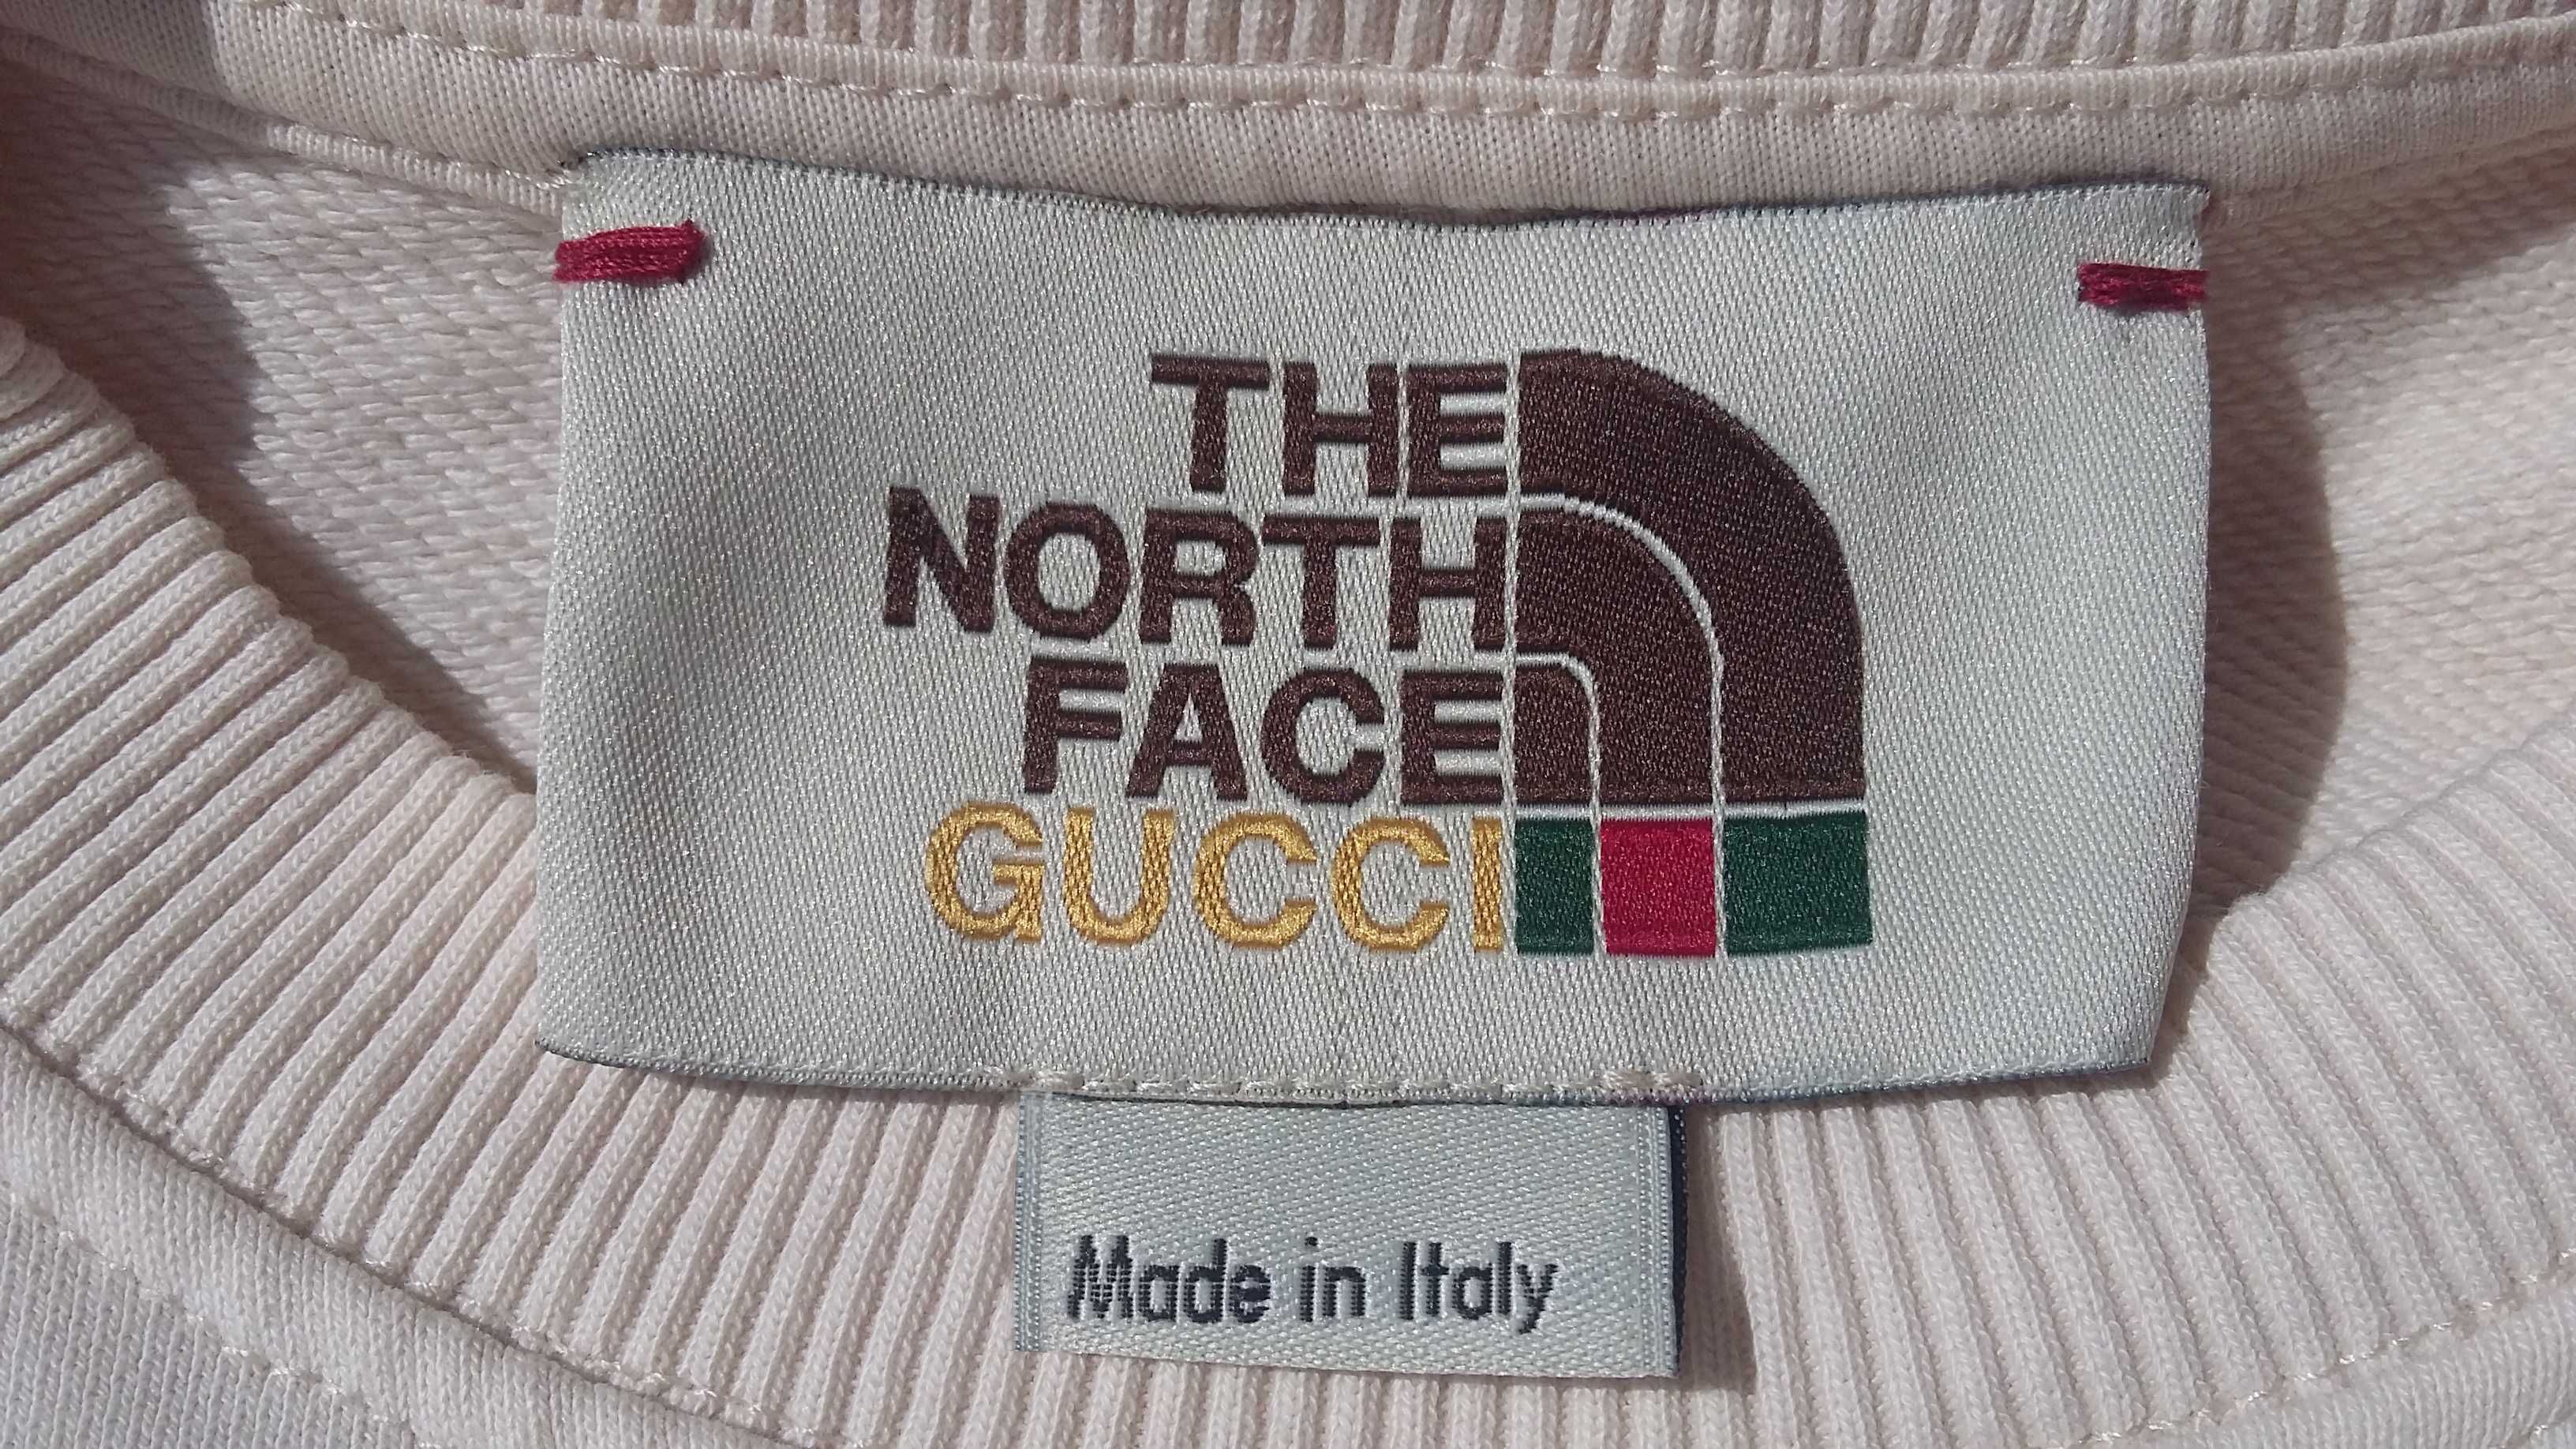 THE
NORTH
FACE
GUCCI
Made in Italy